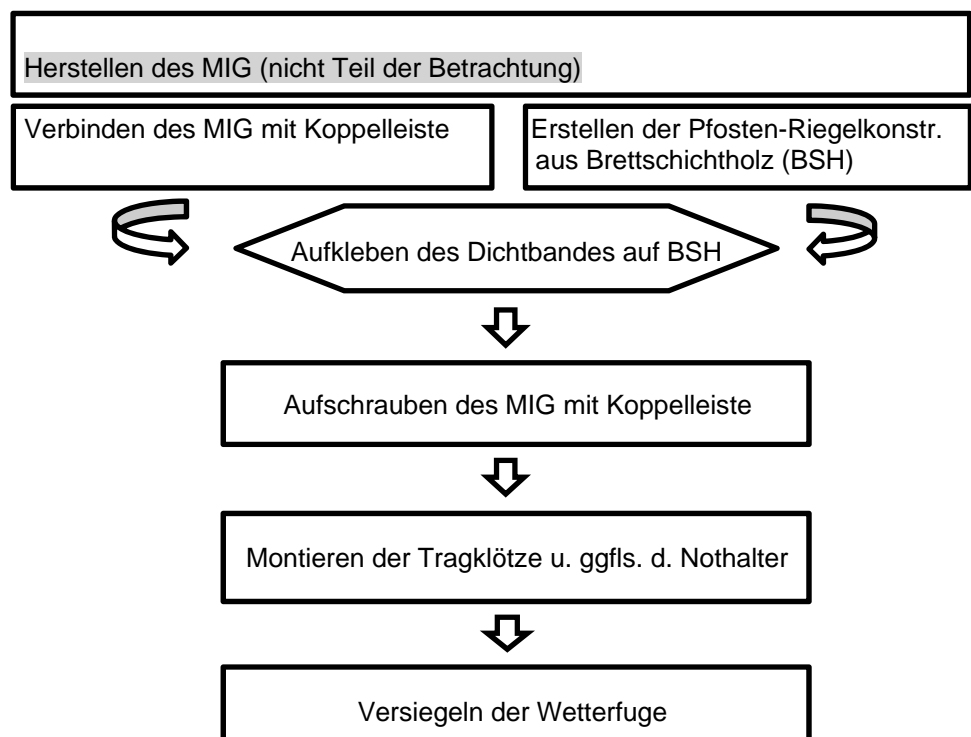 Herstellen des MIG (nicht Teil der Betrachtung)
Verbinden des MIG mit Koppelleiste
Erstellen der Pfosten-Riegelkonstr.
aus Brettschichtholz (BSH)
Aufkleben des Dichtbandes auf BSH
Aufschrauben des MIG mit Koppelleiste
Montieren der Tragklötze u. ggfls. d. Nothalter
Versiegeln der Wetterfuge